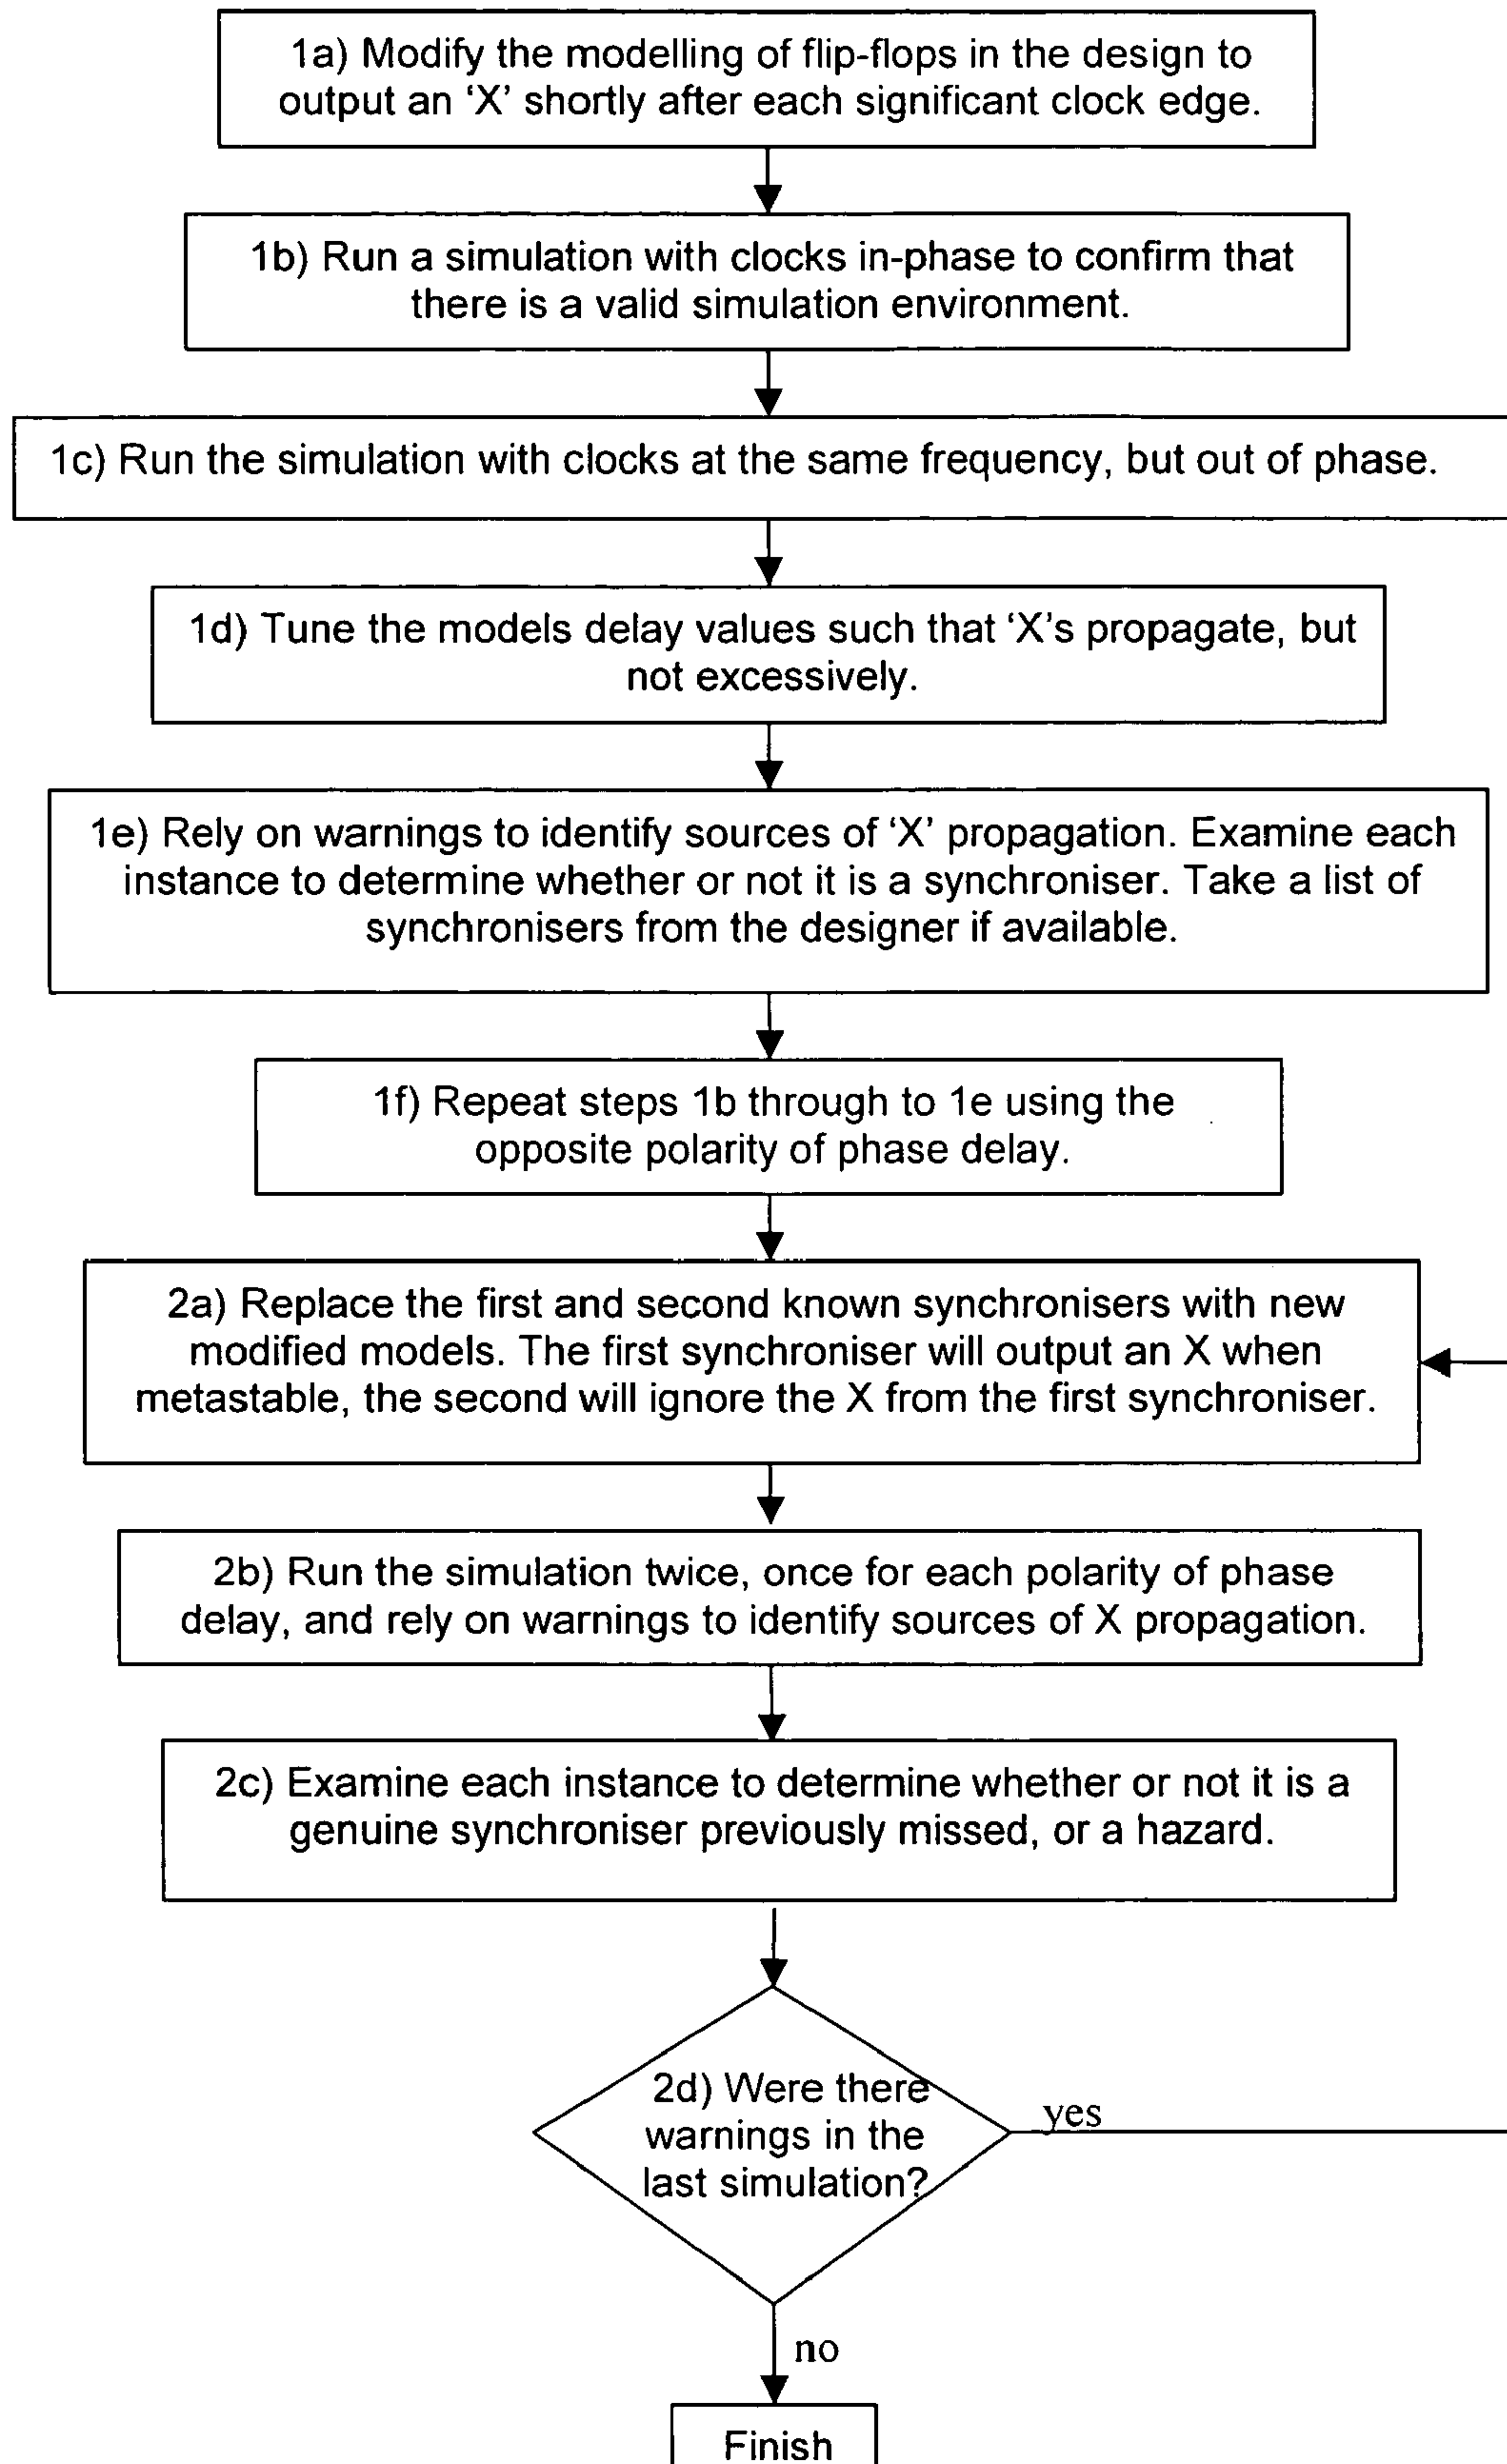 1a) Modify the modelling of flip-flops in the design to
output an ‘X’ shortly after each significant clock edge.
1b) Run a simulation with clocks in-phase to confirm that
there is a valid simulation environment.
1c) Run the simulation with clocks at the same frequency, but out of phase.
1d) Tune the models delay values such that ‘X’s propagate, but
not excessively.
1e) Rely on warnings to identify sources of ‘X’ propagation. Examine each
instance to determine whether or not it is a synchroniser. Take a list of
synchronisers from the designer if available.
1f) Repeat steps 1b through to 1e using the
opposite polarity of phase delay.
2a) Replace the first and second known synchronisers with new
modified models. The first synchroniser will output an X when
metastable, the second will ignore the X from the first synchroniser.
2b) Run the simulation twice, once for each polarity of phase
delay, and rely on warnings to identify sources of X propagation.
2c) Examine each instance to determine whether or not it is a
genuine synchroniser previously missed, or a hazard.
2d) Were there
warnings in the
last simulation?
yes
no
Finish